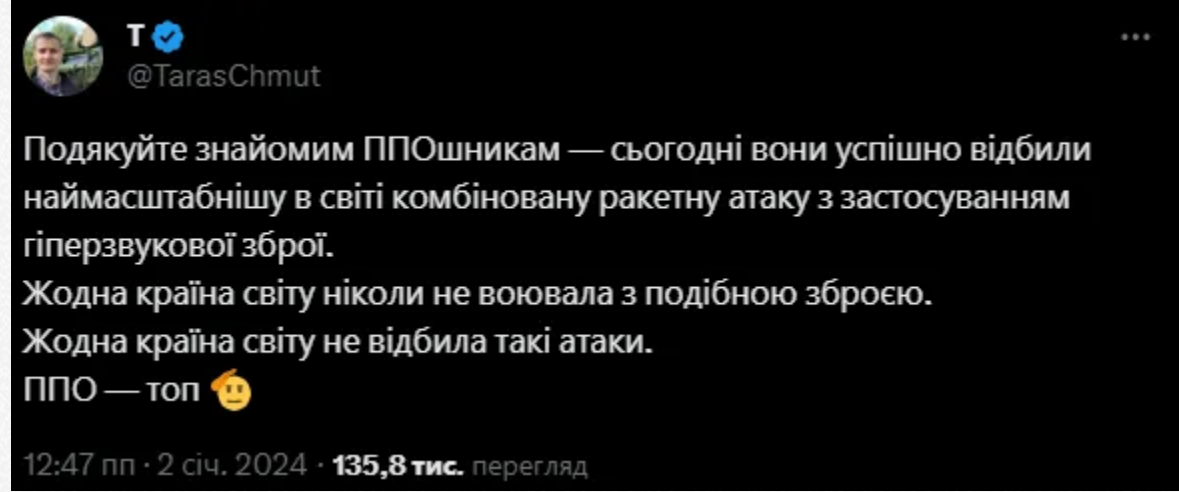 T
@TarasChmut
Подякуйте знайомим ППОшникам — сьогодні вони успішно відбили
наймасштабнішу в світі комбіновану ракетну атаку з застосуванням
гіперзвукової зброї.
Жодна країна світу ніколи не воювала з подібною зброєю.
Жодна країна світу не відбила такі атаки.
ППО — топ 🫡
12:47 пп · 2 січ. 2024 · 135,8 тис. перегляд